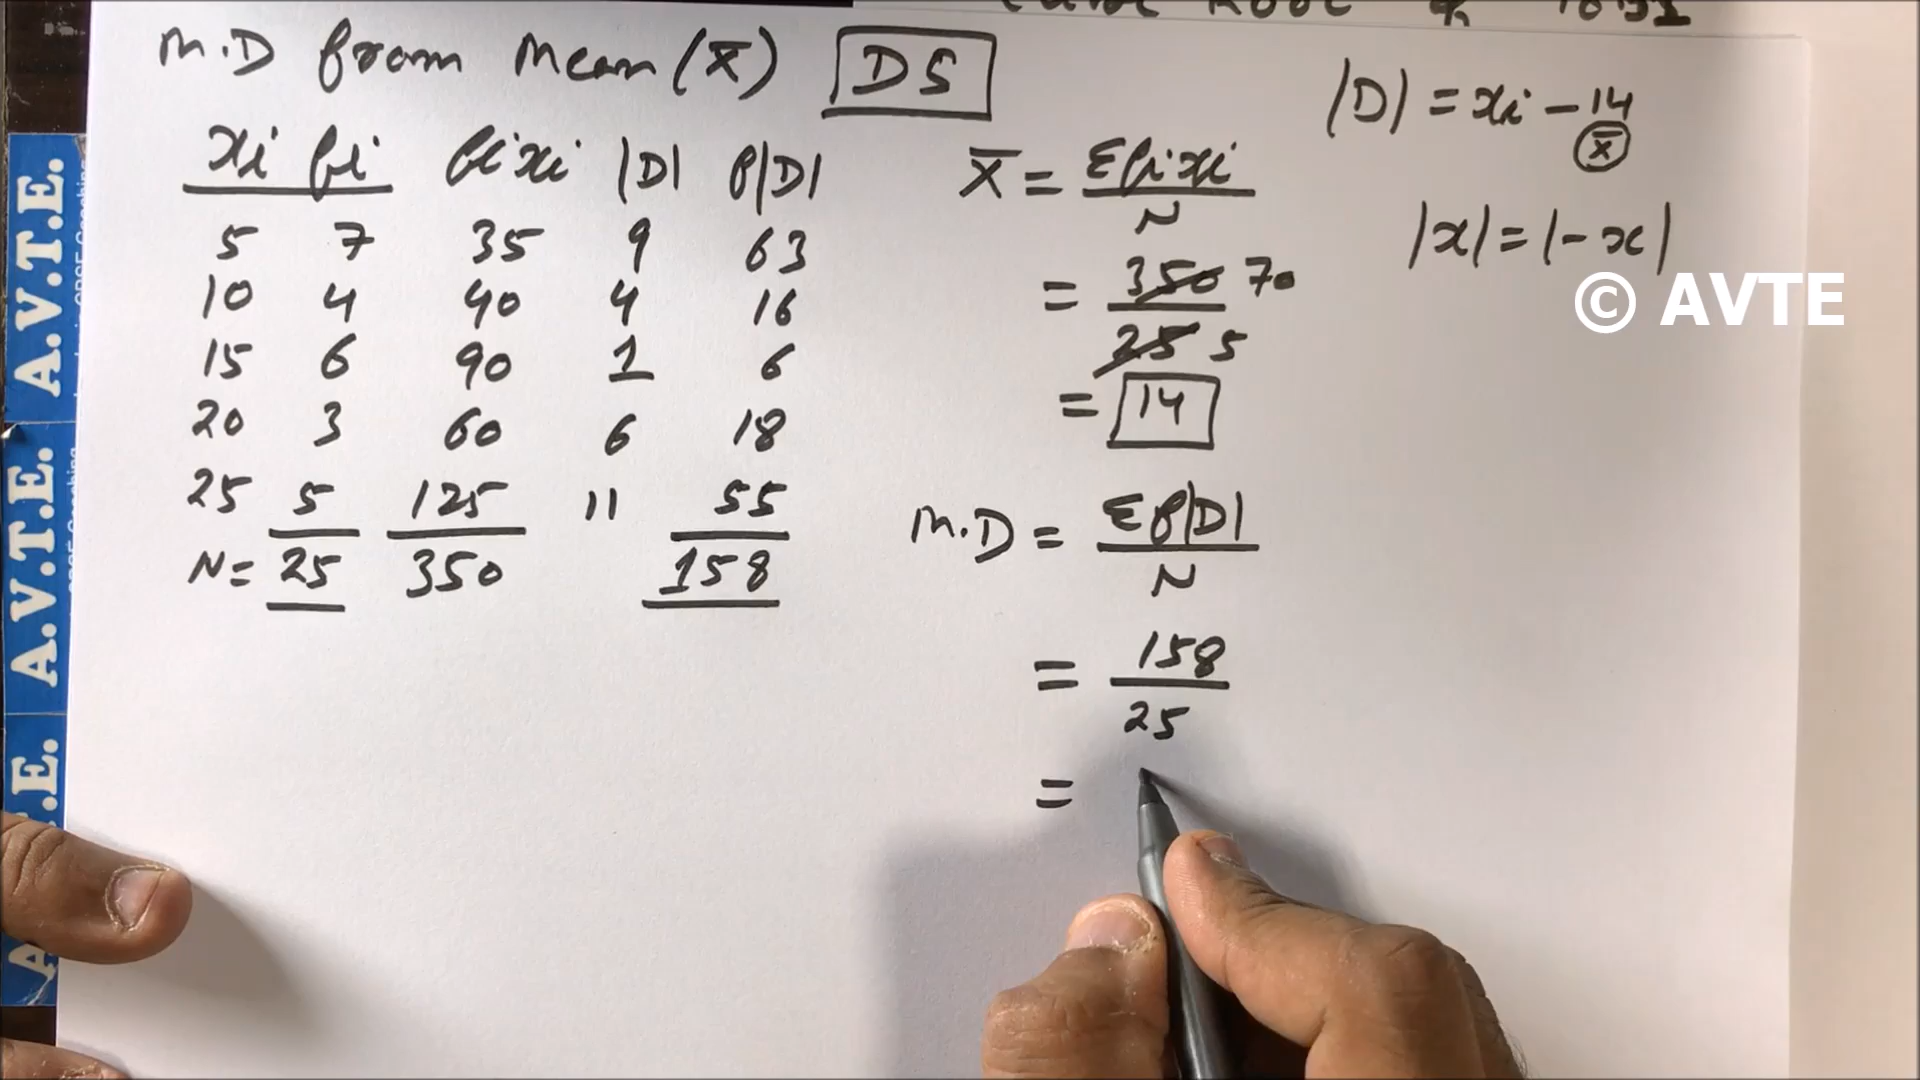 M.D from Mean (x̄) DS
xi fi fixi |D| f|D|
5 7 35 9 63
10 4 40 4 16
15 6 90 1 6
20 3 60 6 18
25 5 125 11 55
N= 25 350 158
x̄ = Σfixi / N
= 350 70 / 25 5
= 14
M.D = Σf|D| / N
= 158 / 25
=
|D| = xi - 14
x̄
|x| = |-x|
© AVTE
A.V.T.E.
A.V.T.E.